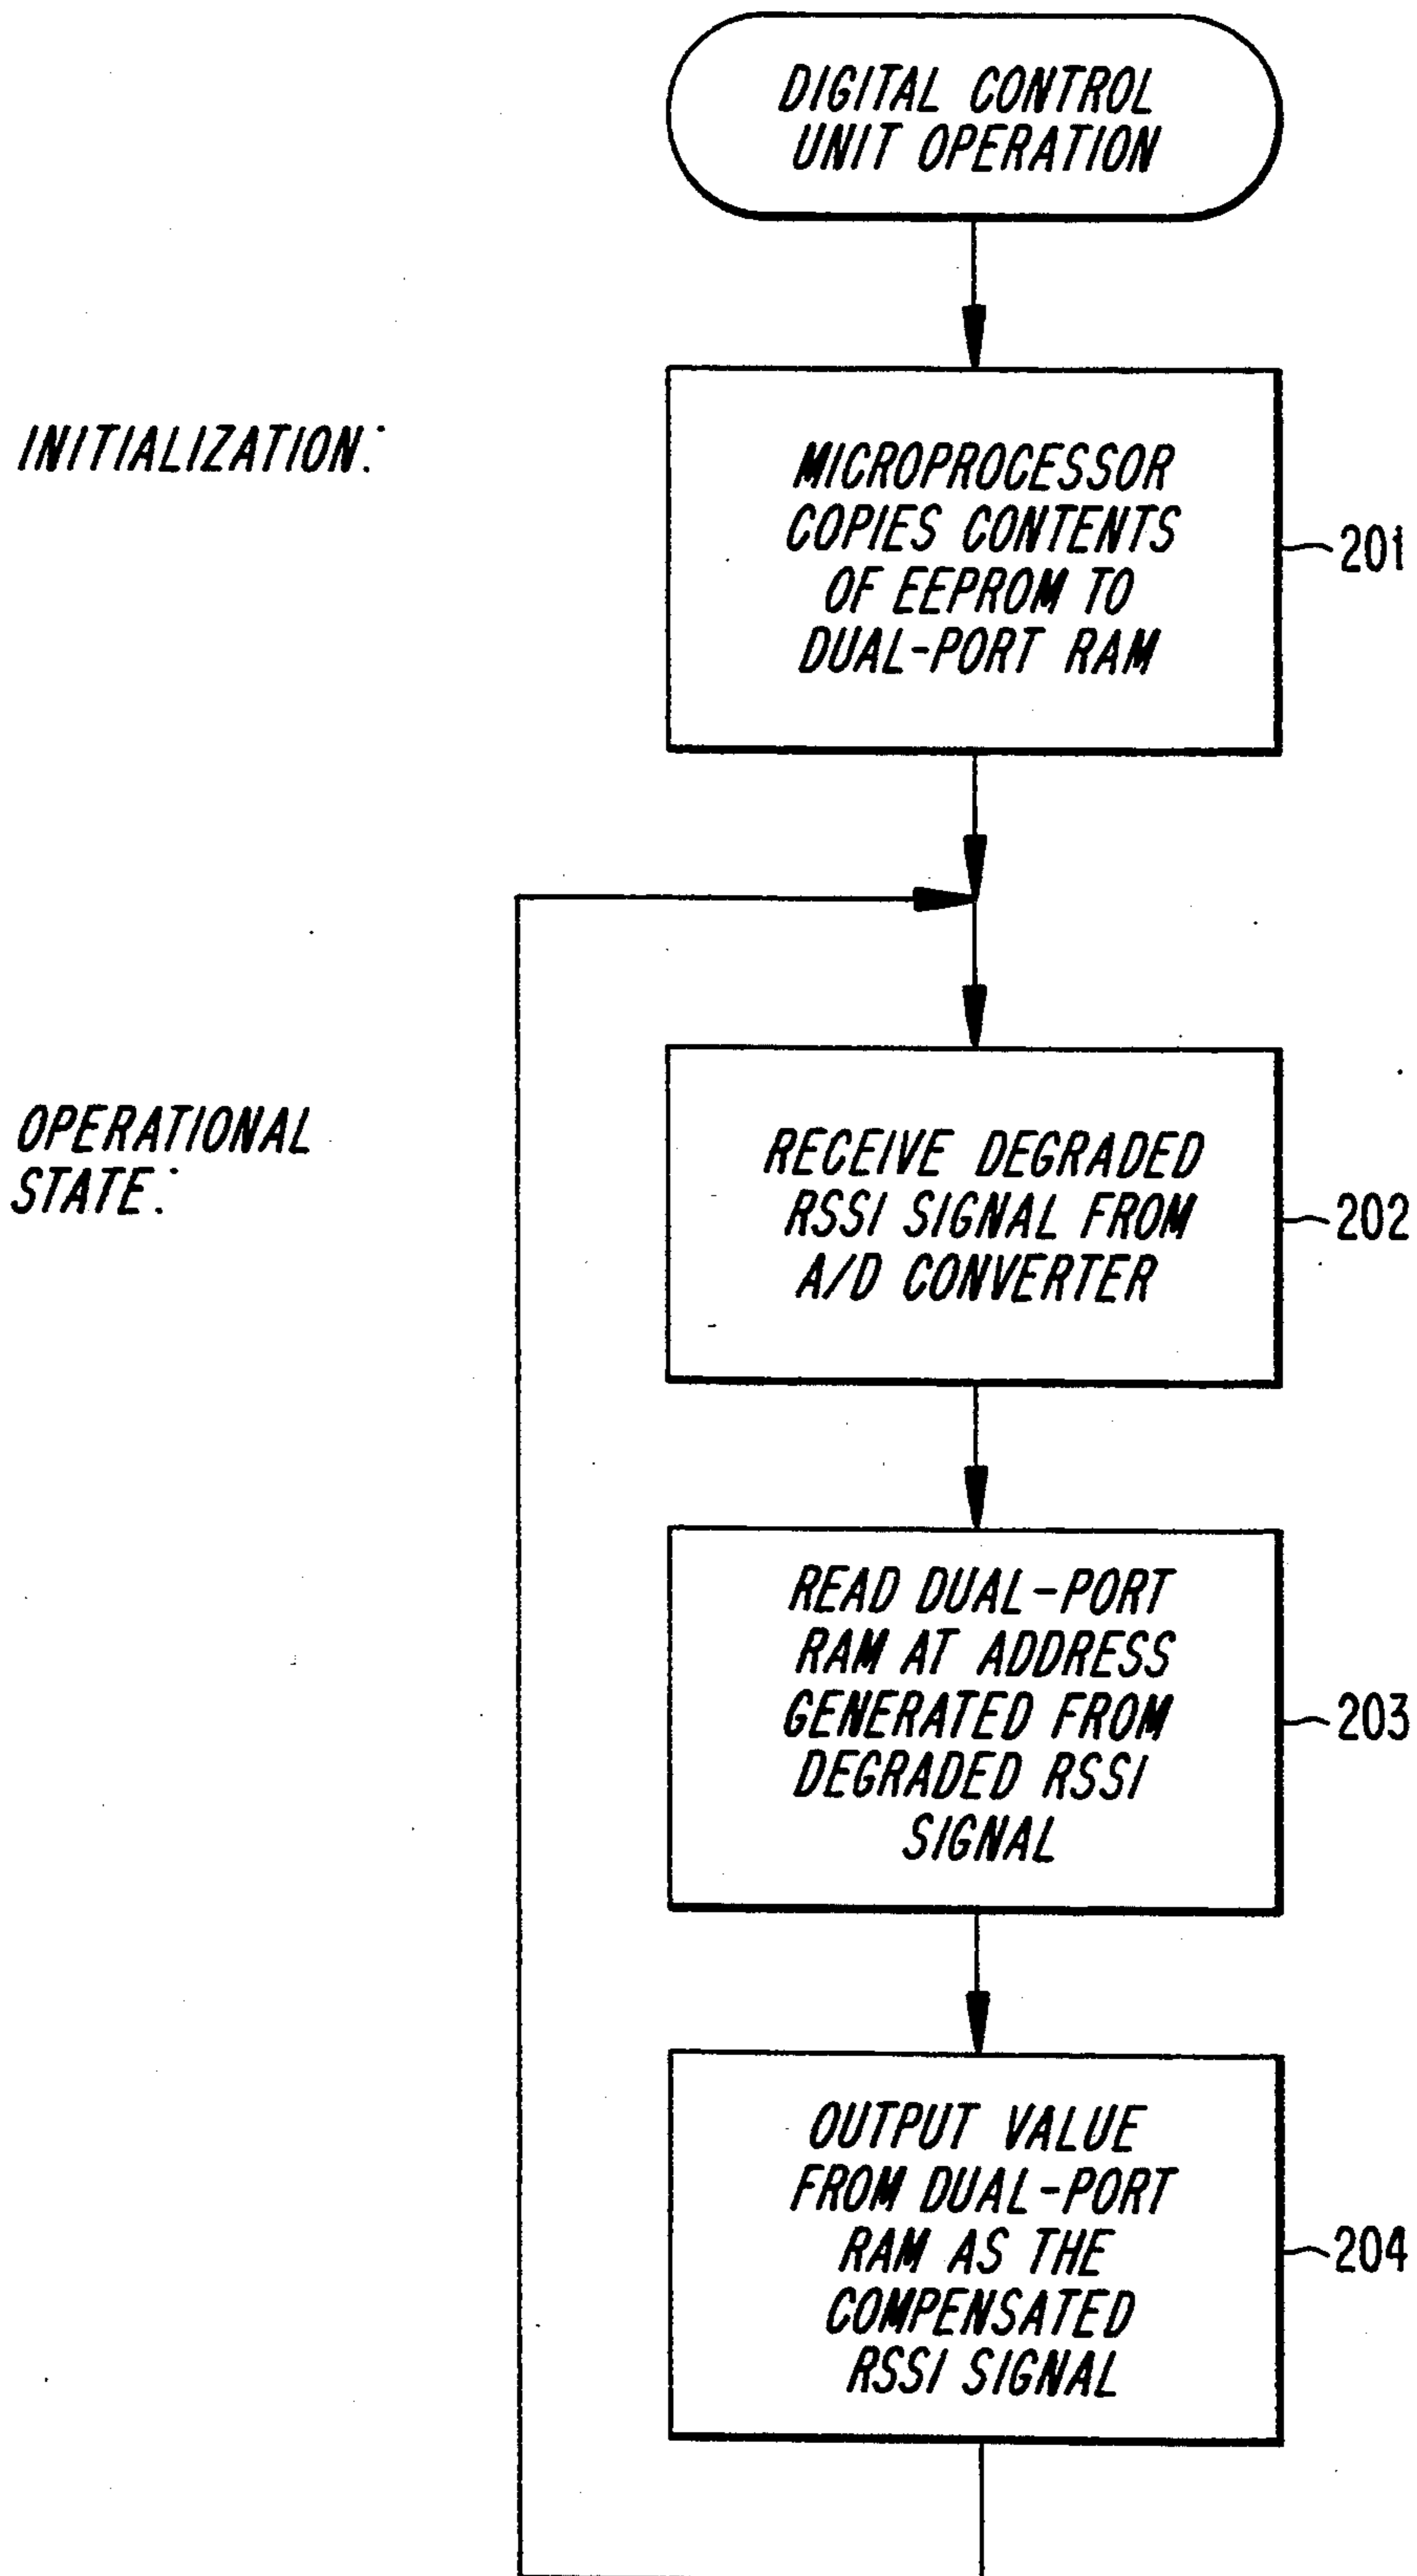 DIGITAL CONTROL
UNIT OPERATION
INITIALIZATION:
MICROPROCESSOR
COPIES CONTENTS
OF EEPROM TO
DUAL-PORT RAM
201
OPERATIONAL
STATE:
RECEIVE DEGRADED
RSSI SIGNAL FROM
A/D CONVERTER
202
READ DUAL-PORT
RAM AT ADDRESS
GENERATED FROM
DEGRADED RSSI
SIGNAL
203
OUTPUT VALUE
FROM DUAL-PORT
RAM AS THE
COMPENSATED
RSSI SIGNAL
204